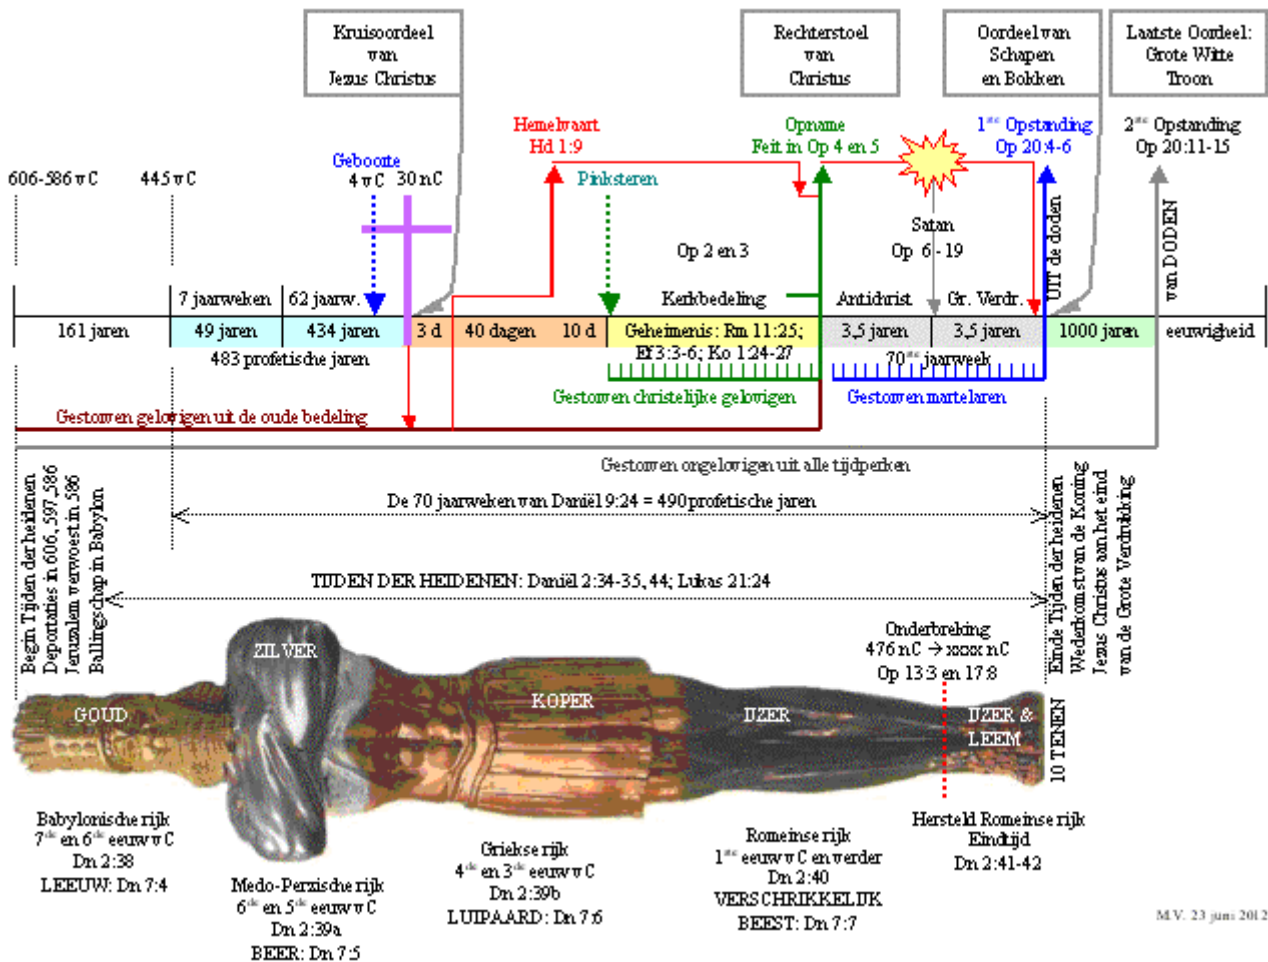 Kruisoordeel
van
Jezus Christus
Rechterstoel
van
Christus
Oordeel van
Schapen
en Bokken
Laatste Oordeel:
Grote Witte
Troon
Hemelvaart
Hd 1:9
Opname
Feit in Op 4 en 5
1ste Opstanding
Op 20:4-6
2de Opstanding
Op 20:11-15
606-586 vC
445 vC
Geboorte
4 vC
30 nC
Pinksteren
Op 2 en 3
Satan
Op 6 - 19
UIT de doden
van DODEN
7 jaarweken
62 jaarw.
Kerkbedeling
Antichrist
Gr. Verdr.
161 jaren
49 jaren
434 jaren
3 d
40 dagen
10 d
Geheimenis: Rm 11:25;
Ef 3:3-6; Ko 1:24-27
3,5 jaren
3,5 jaren
1000 jaren
eeuwigheid
483 profetische jaren
70ste jaarweek
Gestorven christelijke gelovigen
Gestorven martelaren
Gestorven gelovigen uit de oude bedeling
Gestorven ongelovigen uit alle tijdperken
De 70 jaarweken van Daniël 9:24 = 490 profetische jaren
Begin Tijden der heidenen
Deportaties in 606, 597, 586
Jeruzalem verwoest in 586
Ballingschap in Babylon
Einde Tijden der heidenen
Wederkomst van de Koning
Jezus Christus aan het eind
van de Grote Verdrukking
TIJDEN DER HEIDENEN: Daniël 2:34-35, 44; Lukas 21:24
Onderbreking
476 nC → xxxx nC
Op 13:3 en 17:8
GOUD
ZILVER
KOPER
IJZER
IJZER &
LEEM
10 TENEN
Babylonische rijk
7de en 6de eeuw vC
Dn 2:38
LEEUW: Dn 7:4
Medo-Perzische rijk
6de en 5de eeuw vC
Dn 2:39a
BEER: Dn 7:5
Griekse rijk
4de en 3de eeuw vC
Dn 2:39b
LUIPAARD: Dn 7:6
Romeinse rijk
1ste eeuw vC en verder
Dn 2:40
VERSCHRIKKELIJK
BEEST: Dn 7:7
Hersteld Romeinse rijk
Eindtijd
Dn 2:41-42
M.V. 23 juni 2012